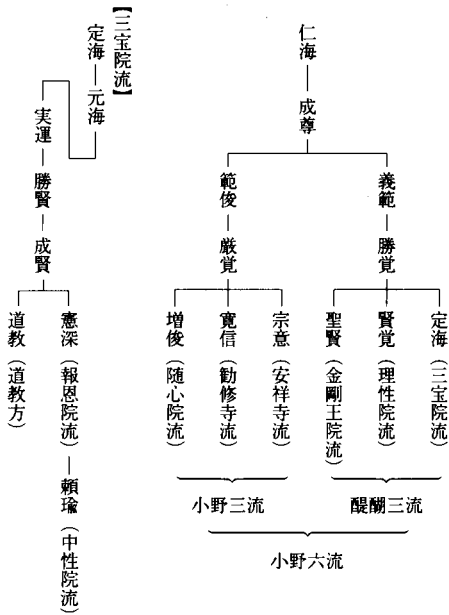 仁海
成尊
義範
勝覚
定海（三宝院流）
賢覚（理性院流）
聖賢（金剛王院流）
醍醐三流
範俊
厳覚
宗意（安祥寺流）
寛信（勧修寺流）
増俊（随心院流）
小野三流
小野六流
【三宝院流】
定海
元海
実運
勝賢
成賢
憲深（報恩院流）
頼瑜（中性院流）
道教（道教方）